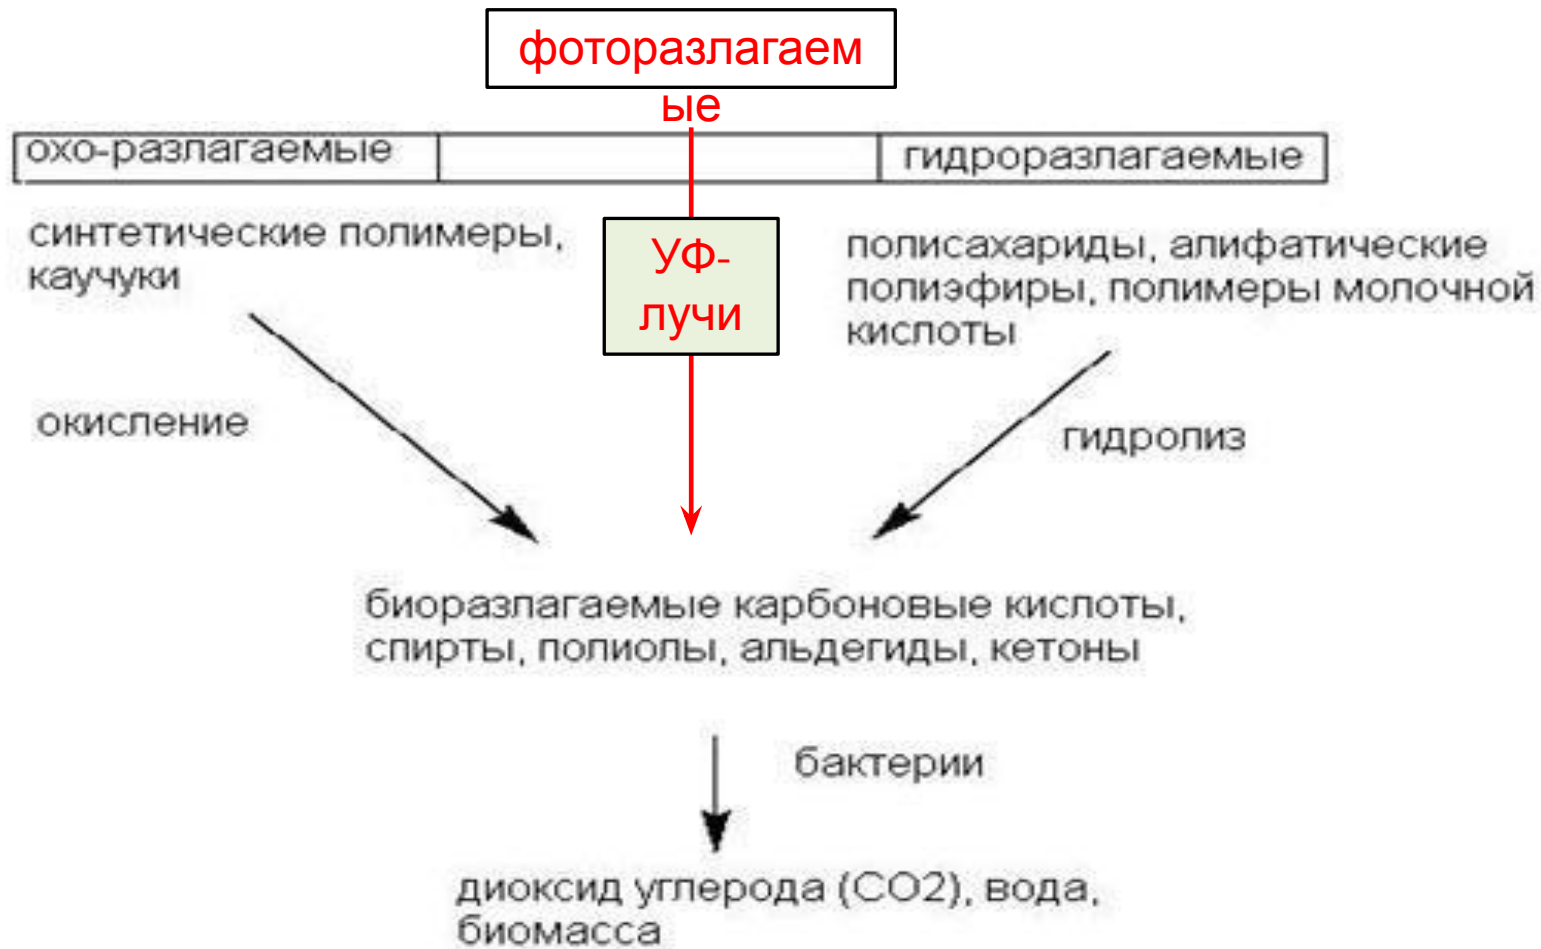 фоторазлагаем
ые
охо-разлагаемые
гидроразлагаемые
синтетические полимеры,
каучуки
УФ-
лучи
полисахариды, алифатические
полиэфиры, полимеры молочной
кислоты
окисление
гидролиз
биоразлагаемые карбоновые кислоты,
спирты, полиолы, альдегиды, кетоны
бактерии
диоксид углерода (CO2), вода,
биомасса